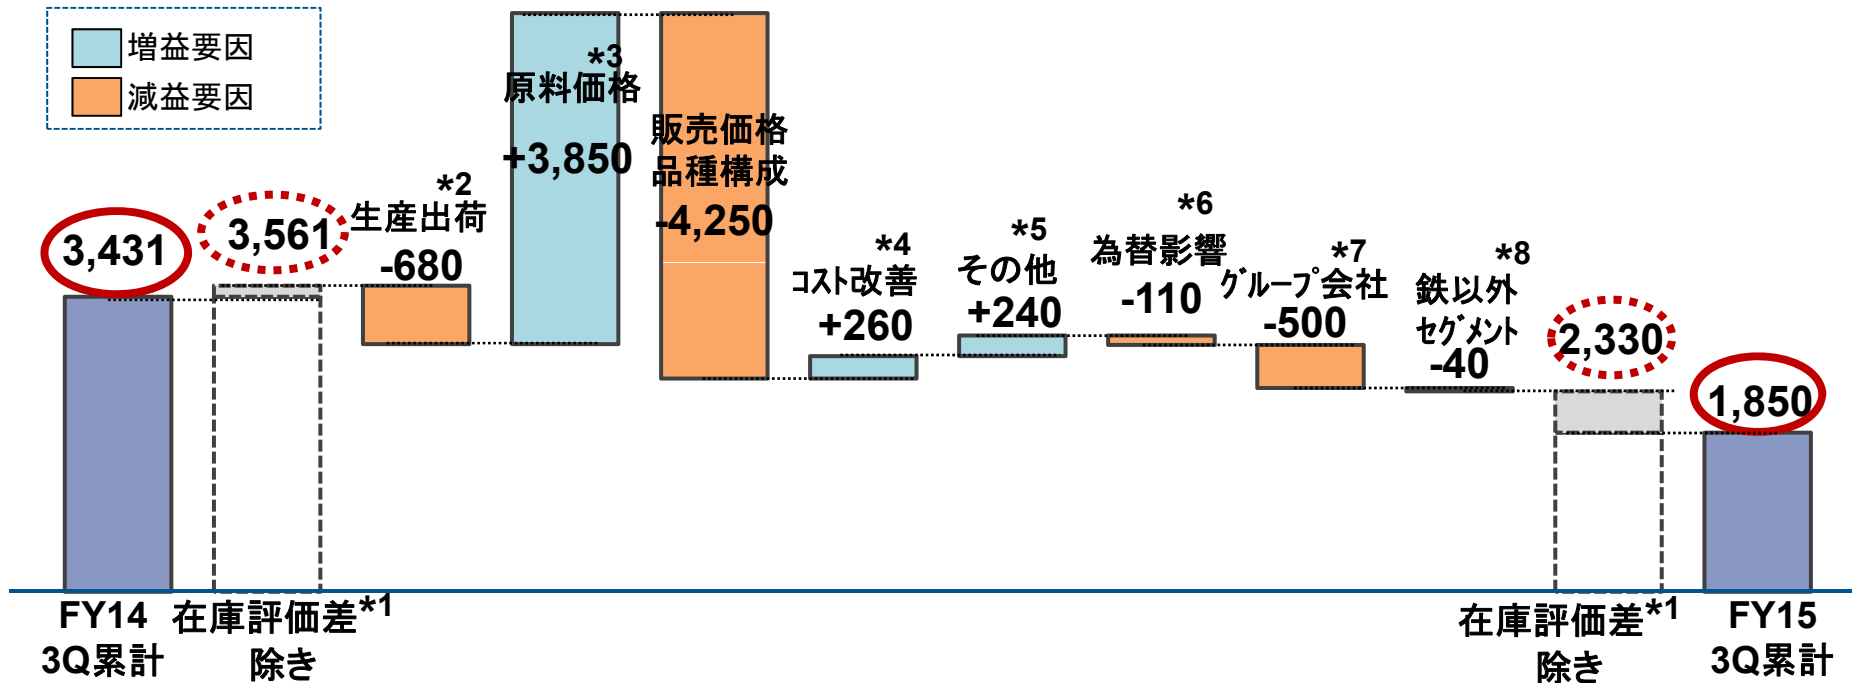 増益要因
減益要因
3,431
3,561
*2
生産出荷
-680
*3
原料価格
+3,850
販売価格
品種構成
-4,250
*4
コスト改善
+260
*5
その他
+240
*6
為替影響
-110
*7
グループ会社
-500
*8
鉄以外
セグメント
-40
2,330
1,850
FY14
3Q累計
在庫評価差*1
除き
在庫評価差*1
除き
FY15
3Q累計